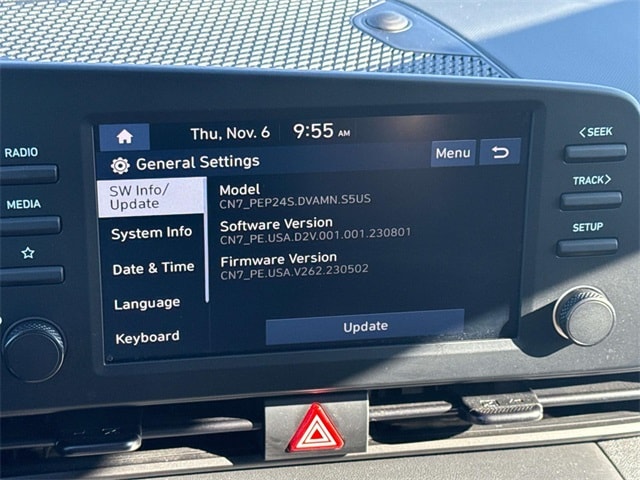 Thu, Nov. 6 9:55 AM
General Settings Menu
SW Info/
Update
System Info
Date & Time
Language
Keyboard
Model
CN7_PEP24S.DVAMN.S5US
Software Version
CN7_PE.USA.D2V.001.001.230801
Firmware Version
CN7_PE.USA.V262.230502
Update
RADIO
MEDIA
< SEEK
TRACK >
SETUP